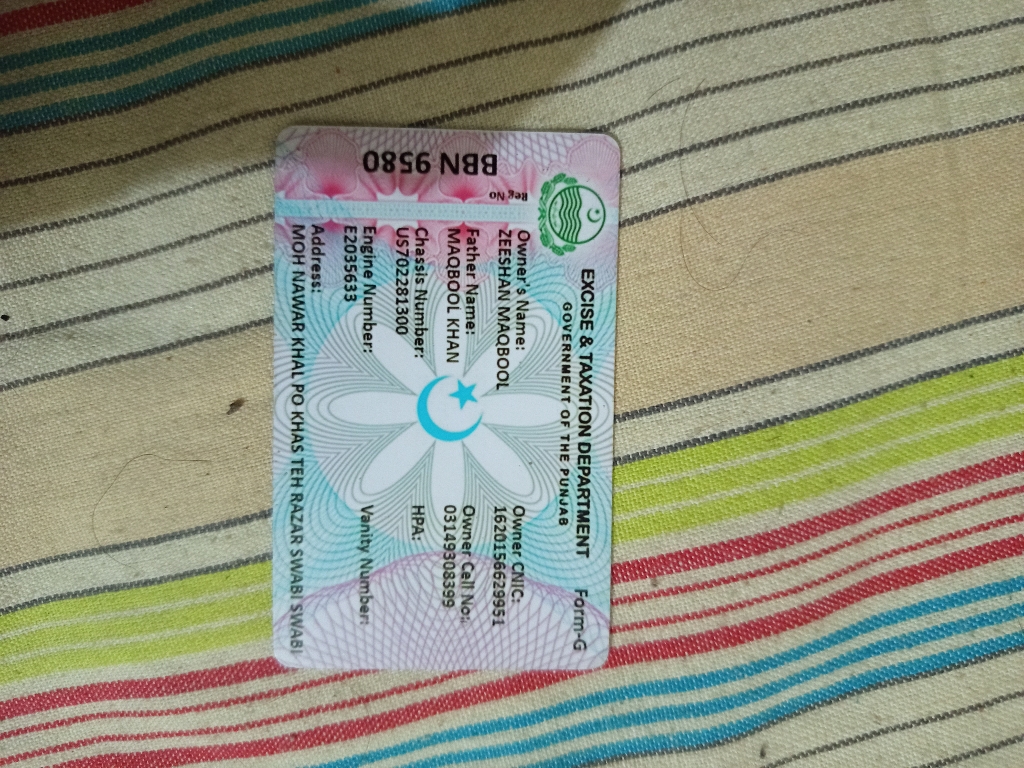 EXCISE & TAXATION DEPARTMENT
GOVERNMENT OF THE PUNJAB
Form-G
Reg No
BBN 9580
Owner's Name:
ZEESHAN MAQBOOL
Owner CNIC:
1620156629951
Father Name:
MAQBOOL KHAN
Owner Cell No:
03149308399
Chassis Number:
US702281300
HPA:
Engine Number:
E2035633
Vanity Number:
Address:
MOH NAWAR KHAL PO KHAS TEH RAZAR SWABI SWABI